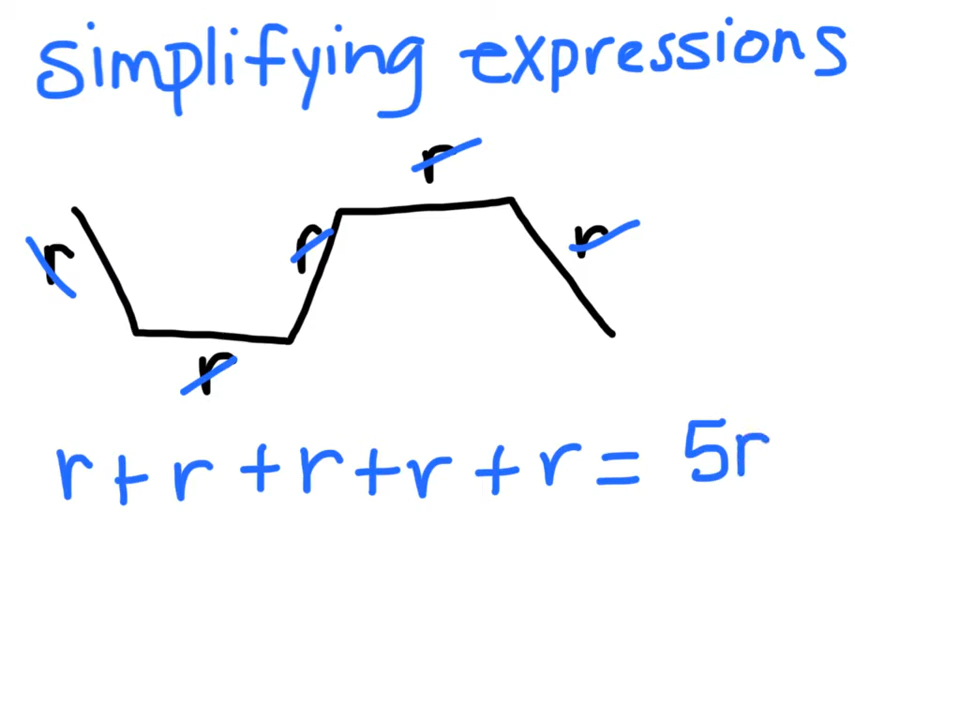 simplifying expressions
r
r
r
r
r
r + r + r + r + r = 5r